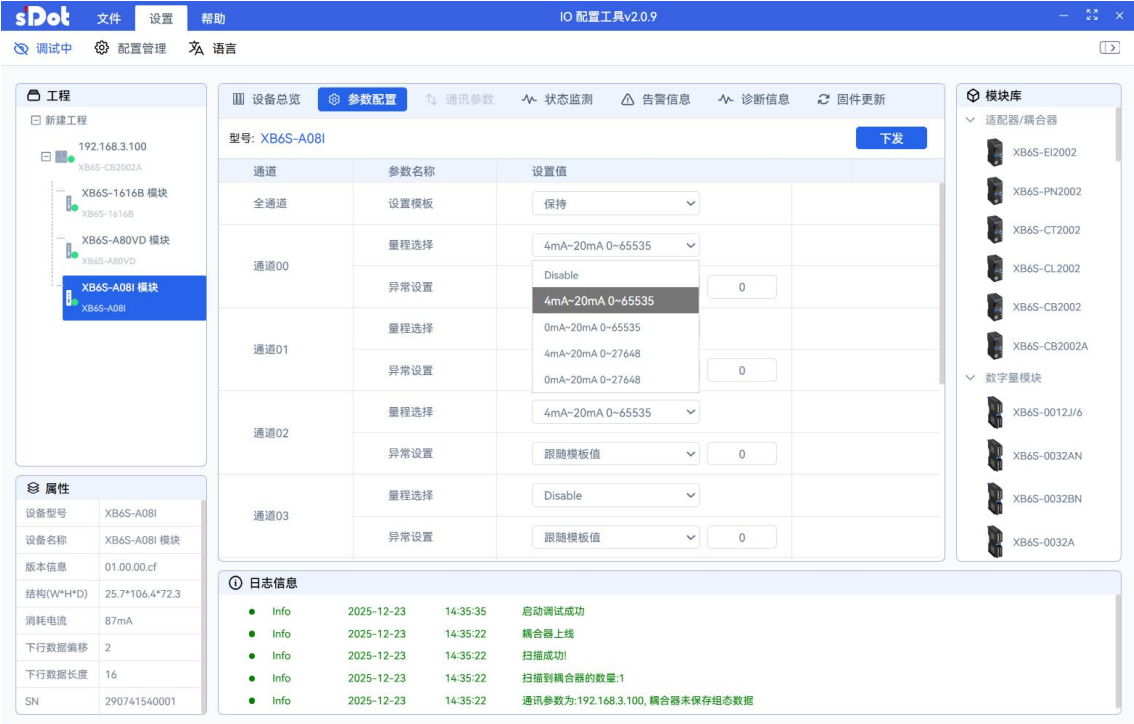 sDot 文件 设置 帮助 IO 配置工具v2.0.9
调试中 配置管理 语言
工程
新建工程
192.168.3.100
XB6S-CB2002A
XB6S-1616B 模块
XB6S-1616B
XB6S-A80VD 模块
XB6S-A80VD
XB6S-A08I 模块
XB6S-A08I
属性
设备型号 XB6S-A08I
设备名称 XB6S-A08I 模块
版本信息 01.00.00.cf
结构(W*H*D) 25.7*106.4*72.3
消耗电流 87mA
下行数据偏移 2
下行数据长度 16
SN 290741540001
设备总览 参数配置 通讯参数 状态监测 告警信息 诊断信息 固件更新
型号: XB6S-A08I 下发
通道 参数名称 设置值
全通道 设置模板 保持
通道00
量程选择 4mA~20mA 0~65535
异常设置 0
Disable
4mA~20mA 0~65535
0mA~20mA 0~65535
4mA~20mA 0~27648
0mA~20mA 0~27648
通道01
量程选择
异常设置 0
通道02
量程选择 4mA~20mA 0~65535
异常设置 跟随模板值 0
通道03
量程选择 Disable
异常设置 跟随模板值 0
日志信息
Info 2025-12-23 14:35:35 启动调试成功
Info 2025-12-23 14:35:22 耦合器上线
Info 2025-12-23 14:35:22 扫描成功!
Info 2025-12-23 14:35:22 扫描到耦合器的数量:1
Info 2025-12-23 14:35:22 通讯参数为:192.168.3.100, 耦合器未保存组态数据
模块库
适配器/耦合器
XB6S-EI2002
XB6S-PN2002
XB6S-CT2002
XB6S-CL2002
XB6S-CB2002
XB6S-CB2002A
数字量模块
XB6S-0012J/6
XB6S-0032AN
XB6S-0032BN
XB6S-0032A